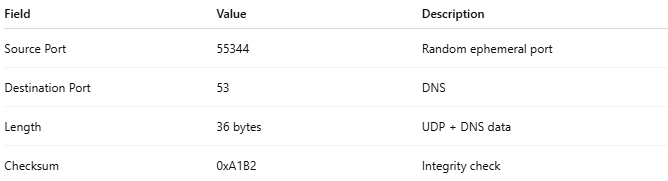 Field Value Description
Source Port 55344 Random ephemeral port
Destination Port 53 DNS
Length 36 bytes UDP + DNS data
Checksum 0xA1B2 Integrity check